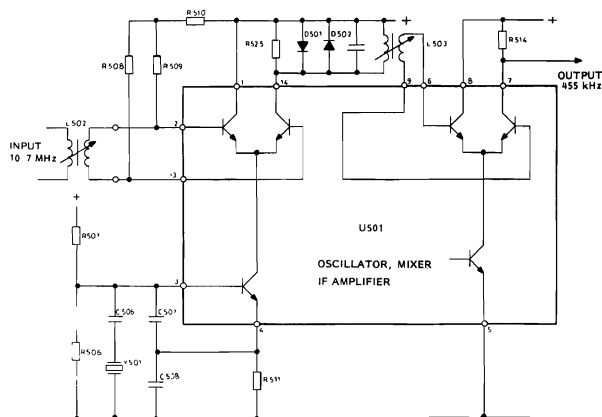 R510
+
+
D501
D502
R525
L503
R514
R508
R509
1
14
9
6
8
7
OUTPUT
455 kHz
L502
2
INPUT
10 7 MHz
13
+
U501
R507
OSCILLATOR, MIXER
IF AMPLIFIER
3
C506
C507
4
5
R506
Y501
C508
R511